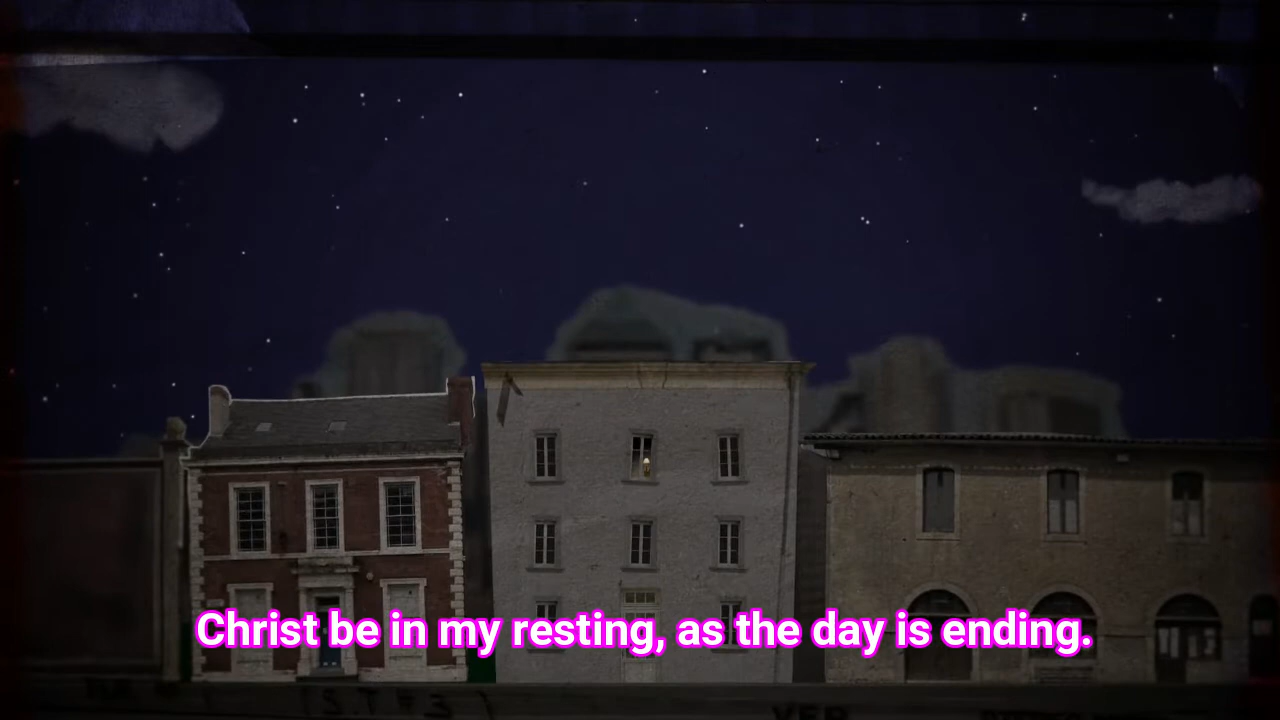 Christ be in my resting, as the day is ending.